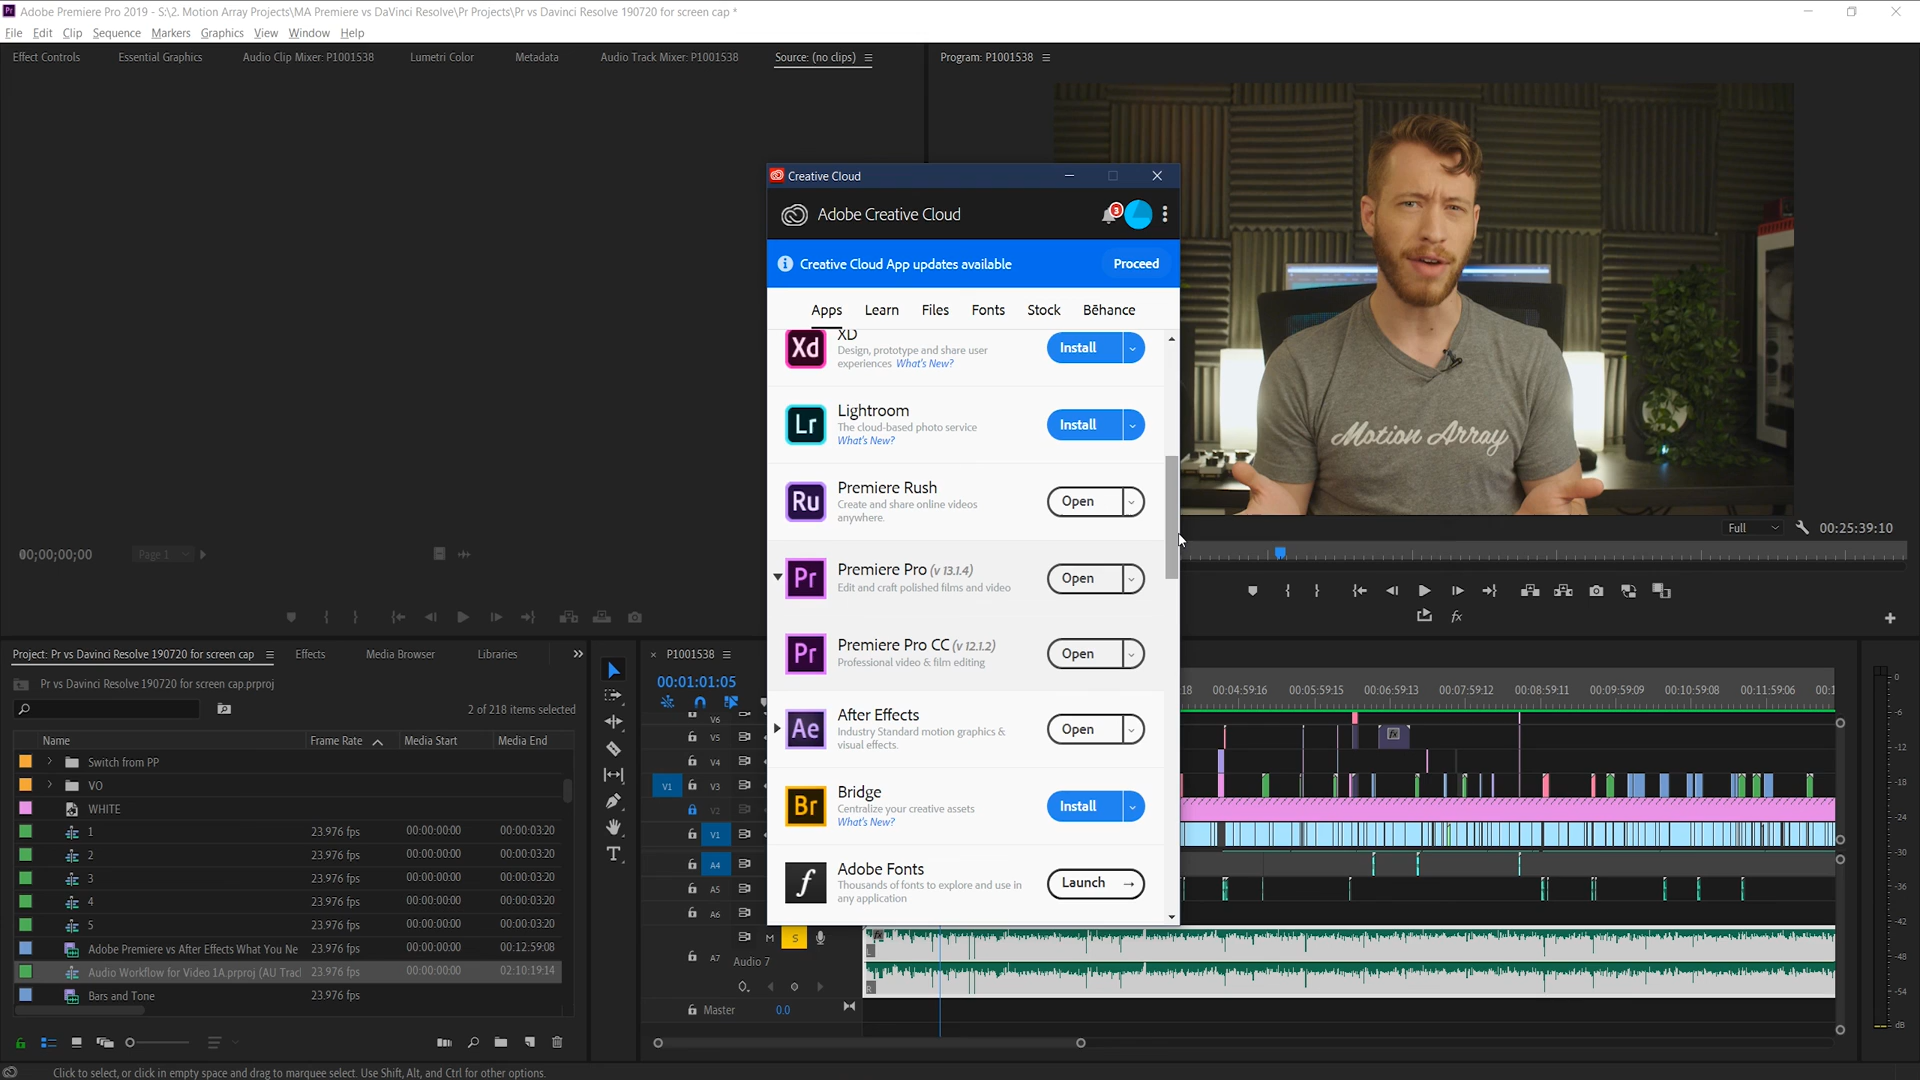 Adobe Premiere Pro 2019 - S:\2. Motion Array Projects\MA Premiere vs DaVinci Resolve\Pr Projects\Pr vs Davinci Resolve 190720 for screen cap *
File Edit Clip Sequence Markers Graphics View Window Help
Effect Controls Essential Graphics Audio Clip Mixer: P1001538 Lumetri Color Metadata Audio Track Mixer: P1001538 Source: (no clips)
Program: P1001538
Motion Array
Full 00:25:39:10
00;00;00;00 Page 1
Creative Cloud
Adobe Creative Cloud 3
Creative Cloud App updates available Proceed
Apps Learn Files Fonts Stock Bēhance
Xd XD Install
Design, prototype and share user
experiences What's New?
Lr Lightroom Install
The cloud-based photo service
What's New?
Ru Premiere Rush Open
Create and share online videos
anywhere.
Pr Premiere Pro (v 13.1.4) Open
Edit and craft polished films and video
Pr Premiere Pro CC (v 12.1.2) Open
Professional video & film editing
Ae After Effects Open
Industry Standard motion graphics &
visual effects.
Br Bridge Install
Centralize your creative assets
What's New?
f Adobe Fonts Launch →
Thousands of fonts to explore and use in
any application
Project: Pr vs Davinci Resolve 190720 for screen cap Effects Media Browser Libraries
Pr vs Davinci Resolve 190720 for screen cap.prproj
2 of 218 items selected
Name Frame Rate Media Start Media End
Switch from PP
VO
WHITE
1 23.976 fps 00:00:00:00 00:00:03:20
2 23.976 fps 00:00:00:00 00:00:03:20
3 23.976 fps 00:00:00:00 00:00:03:20
4 23.976 fps 00:00:00:00 00:00:03:20
5 23.976 fps 00:00:00:00 00:00:03:20
Adobe Premiere vs After Effects What You Ne 23.976 fps 00:00:00:00 00:12:59:08
Audio Workflow for Video 1A.prproj (AU Trac 23.976 fps 00:00:00:00 02:10:19:14
Bars and Tone 23.976 fps
P1001538
00:01:01:05
:18 00:04:59:16 00:05:59:15 00:06:59:13 00:07:59:12 00:08:59:11 00:09:59:09 00:10:59:08 00:11:59:06 00:1
V6
V5
V4
V1 V3
V2
V1
A4
A5
A6
M S
A7 Audio 7
Master 0.0
fx
fx
L
R
0
-6
-12
-18
-24
-30
-36
-42
-48
-54
dB
Click to select, or click in empty space and drag to marquee select. Use Shift, Alt, and Ctrl for other options.